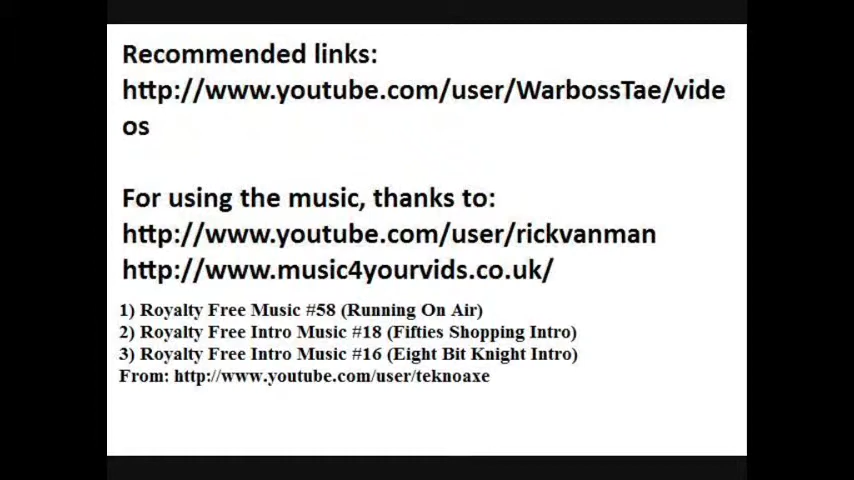 Recommended links:
http://www.youtube.com/user/WarbossTae/vide
os
For using the music, thanks to:
http://www.youtube.com/user/rickvanman
http://www.music4yourvids.co.uk/
1) Royalty Free Music #58 (Running On Air)
2) Royalty Free Intro Music #18 (Fifties Shopping Intro)
3) Royalty Free Intro Music #16 (Eight Bit Knight Intro)
From: http://www.youtube.com/user/teknoaxe